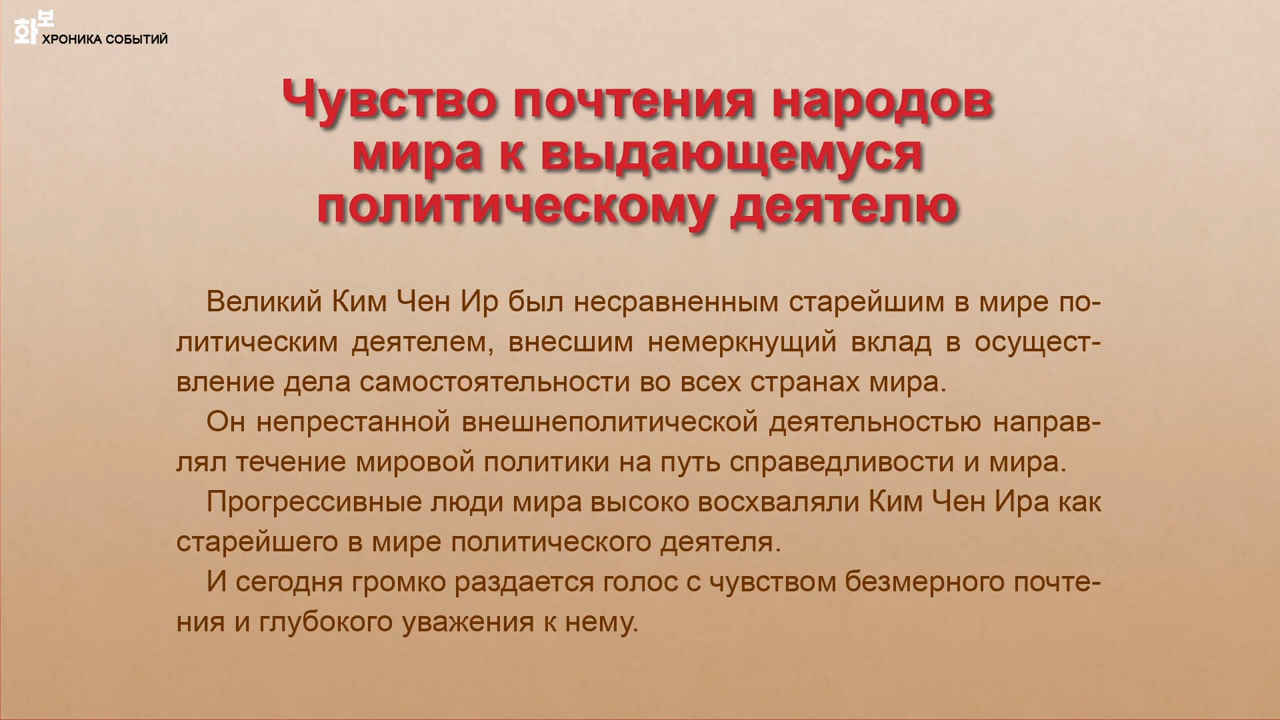 화보
ХРОНИКА СОБЫТИЙ
Чувство почтения народов
мира к выдающемуся
политическому деятелю
Великий Ким Чен Ир был несравненным старейшим в мире по-
литическим деятелем, внесшим немеркнущий вклад в осущест-
вление дела самостоятельности во всех странах мира.
Он непрестанной внешнеполитической деятельностью направ-
лял течение мировой политики на путь справедливости и мира.
Прогрессивные люди мира высоко восхваляли Ким Чен Ира как
старейшего в мире политического деятеля.
И сегодня громко раздается голос с чувством безмерного почте-
ния и глубокого уважения к нему.